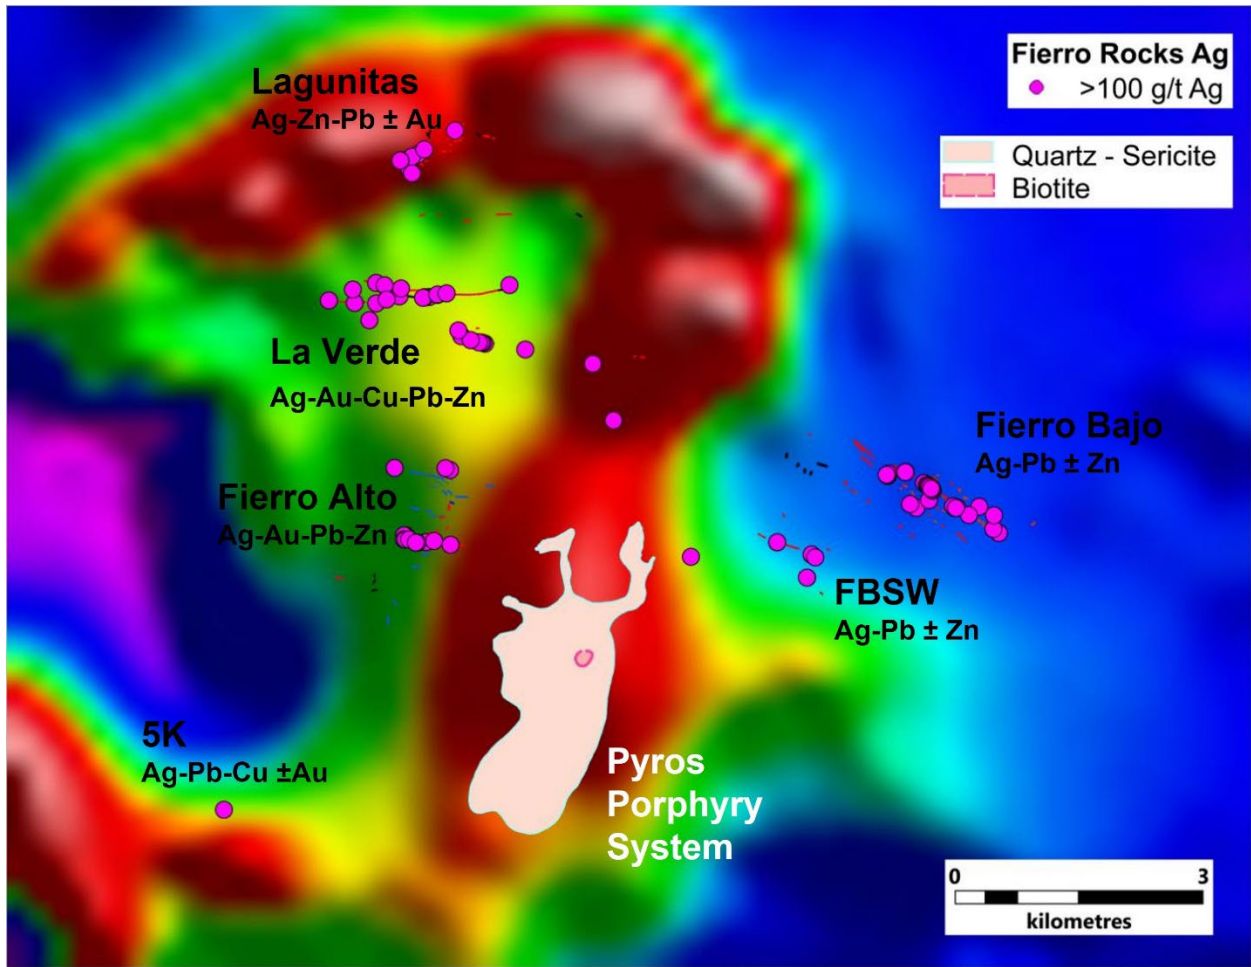 Fierro Rocks Ag
>100 g/t Ag
Quartz - Sericite
Biotite
Lagunitas
Ag-Zn-Pb ± Au
La Verde
Ag-Au-Cu-Pb-Zn
Fierro Bajo
Ag-Pb ± Zn
Fierro Alto
Ag-Au-Pb-Zn
FBSW
Ag-Pb ± Zn
5K
Ag-Pb-Cu ±Au
Pyros
Porphyry
System
0 3
kilometres